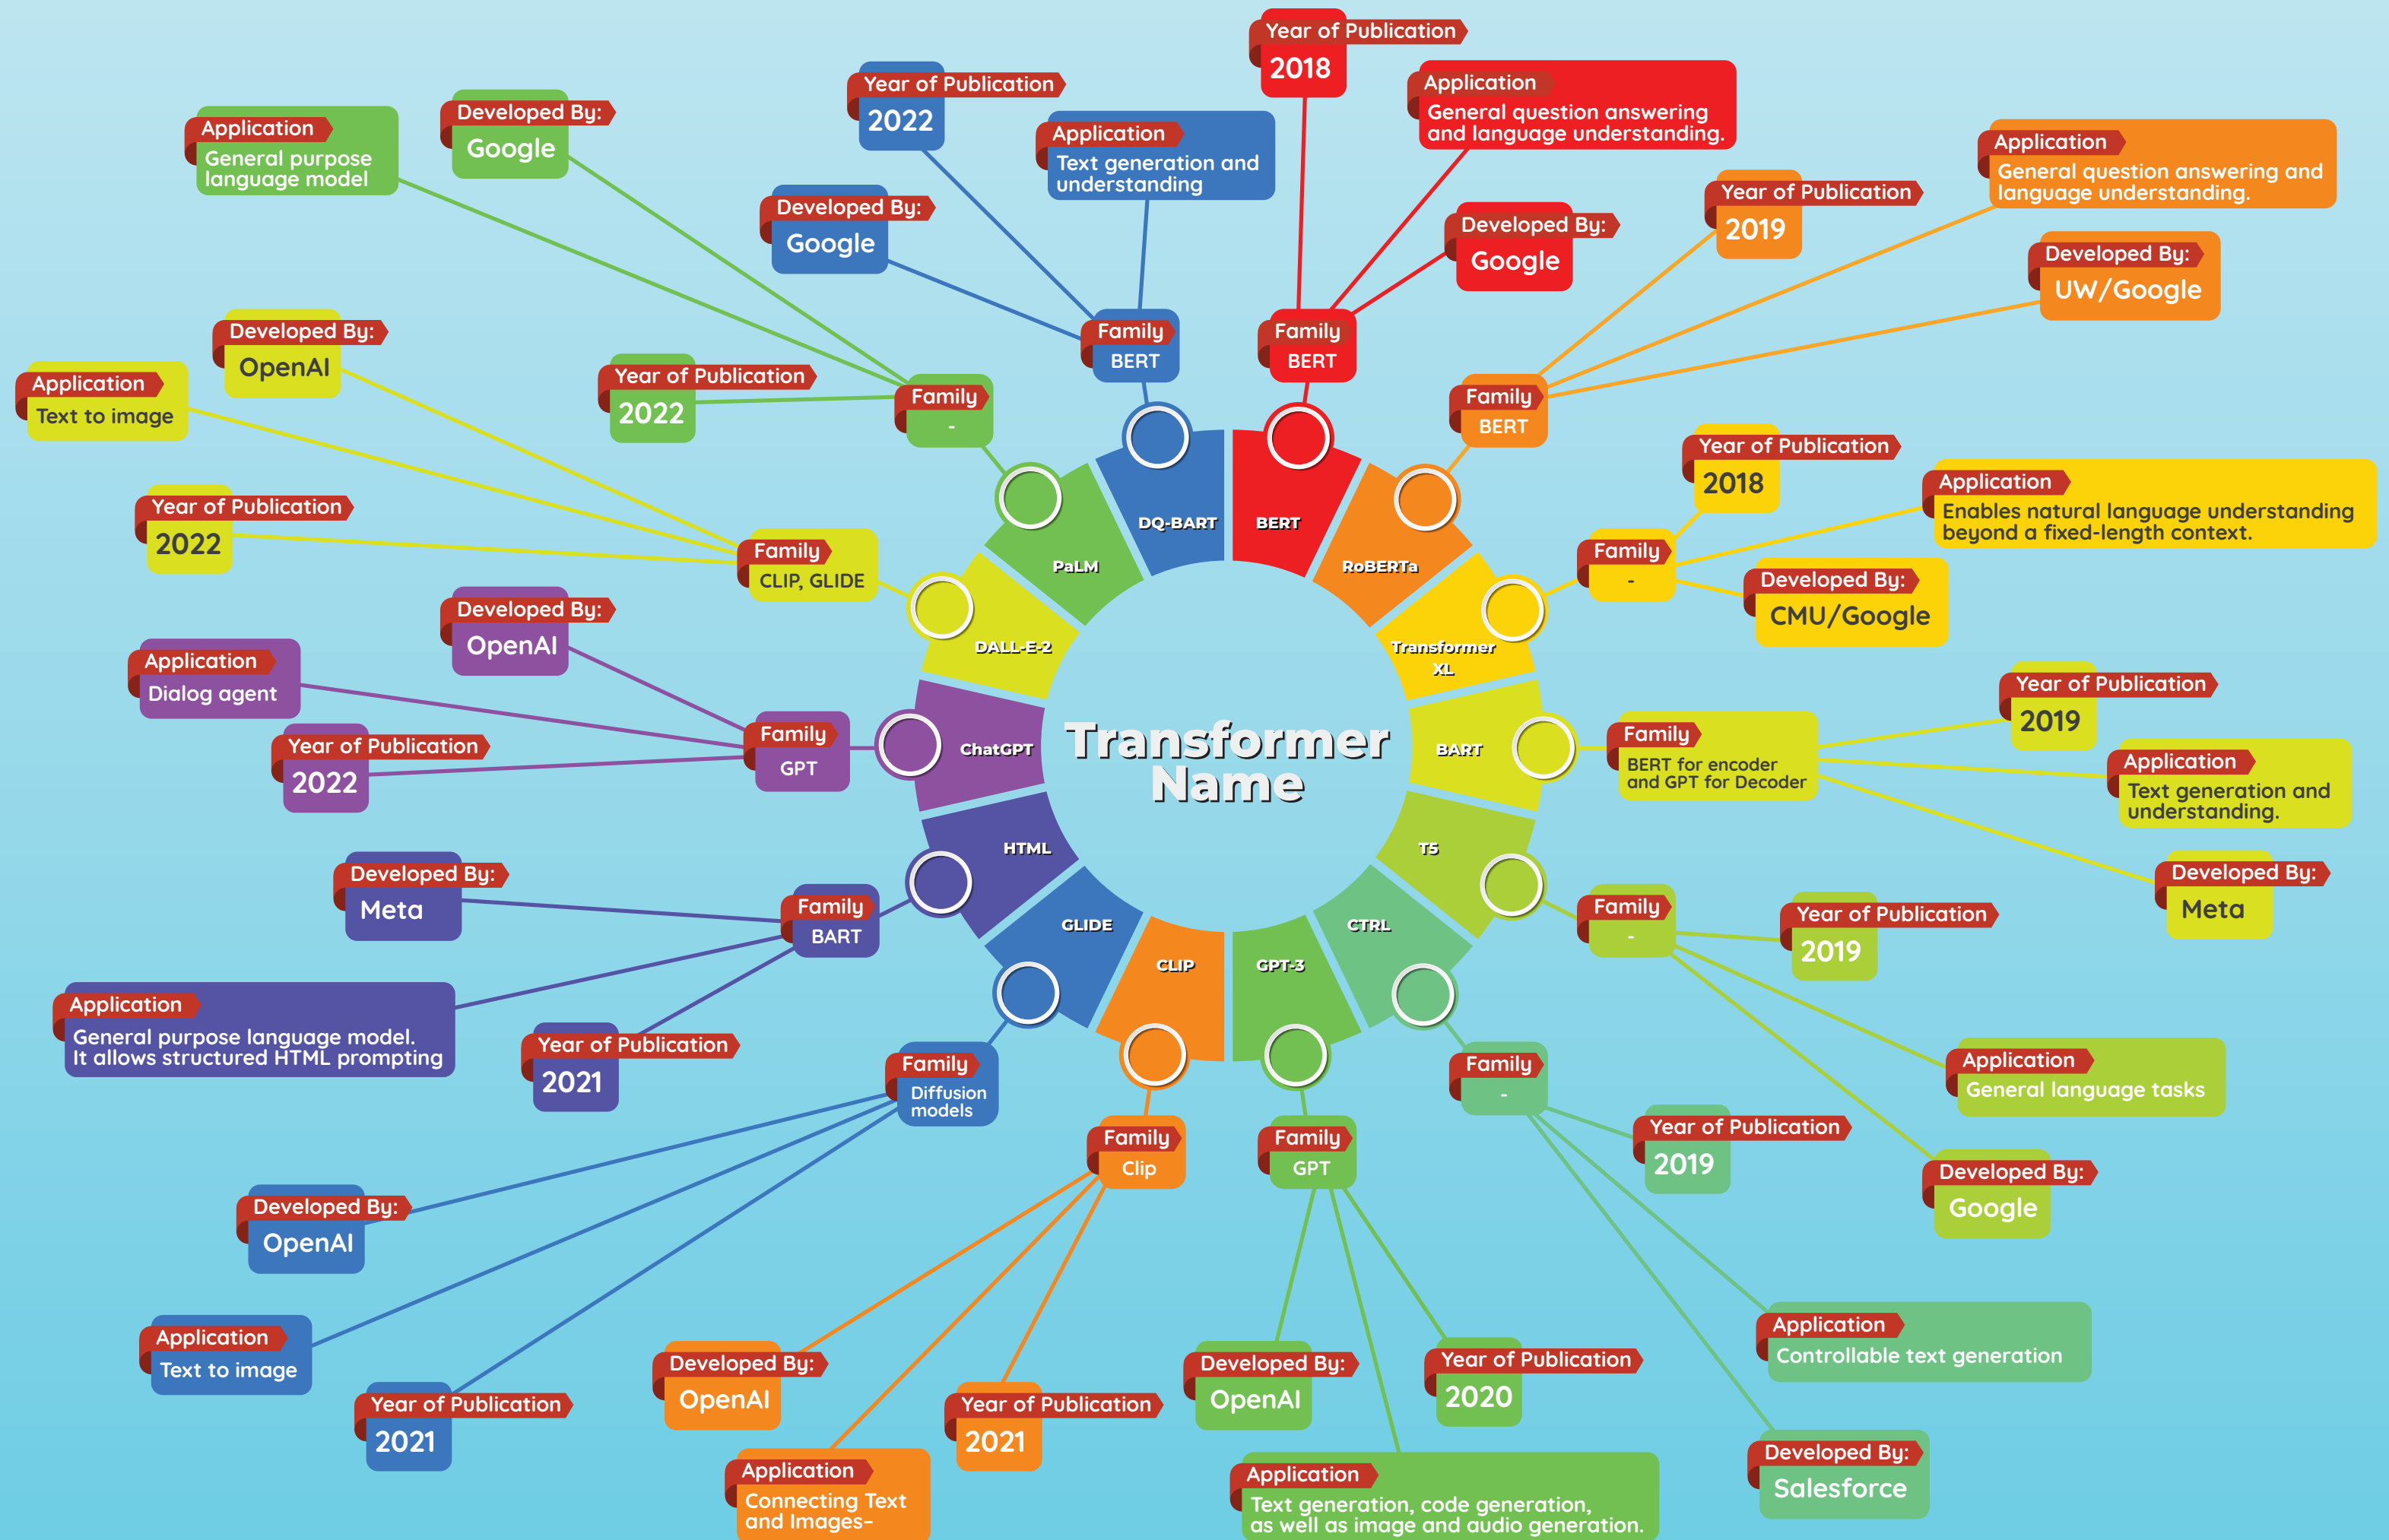 Transformer
Name
BERT
Family
BERT
Year of Publication
2018
Application
General question answering
and language understanding.
Developed By:
Google
RoBERTa
Family
BERT
Year of Publication
2019
Application
General question answering and
language understanding.
Developed By:
UW/Google
Transformer
XL
Family
-
Year of Publication
2018
Application
Enables natural language understanding
beyond a fixed-length context.
Developed By:
CMU/Google
BART
Family
BERT for encoder
and GPT for Decoder
Year of Publication
2019
Application
Text generation and
understanding.
Developed By:
Meta
T5
Family
-
Year of Publication
2019
Application
General language tasks
Developed By:
Google
CTRL
Family
-
Year of Publication
2019
Application
Controllable text generation
Developed By:
Salesforce
GPT-3
Family
GPT
Year of Publication
2020
Application
Text generation, code generation,
as well as image and audio generation.
Developed By:
OpenAI
CLIP
Family
Clip
Year of Publication
2021
Application
Connecting Text
and Images–
Developed By:
OpenAI
GLIDE
Family
Diffusion
models
Year of Publication
2021
Application
Text to image
Developed By:
OpenAI
HTML
Family
BART
Year of Publication
2021
Application
General purpose language model.
It allows structured HTML prompting
Developed By:
Meta
ChatGPT
Family
GPT
Year of Publication
2022
Application
Dialog agent
Developed By:
OpenAI
DALL-E-2
Family
CLIP, GLIDE
Year of Publication
2022
Application
Text to image
Developed By:
OpenAI
PaLM
Family
-
Year of Publication
2022
Application
General purpose
language model
Developed By:
Google
DQ-BART
Family
BERT
Year of Publication
2022
Application
Text generation and
understanding
Developed By:
Google